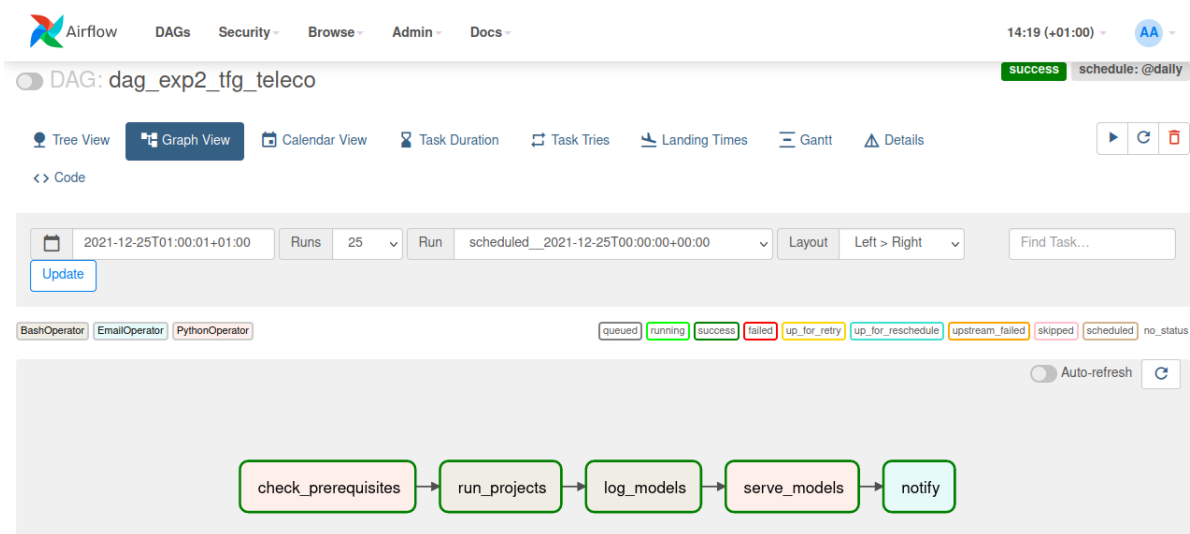 Airflow DAGs Security Browse Admin Docs 14:19 (+01:00) AA
DAG: dag_exp2_tfg_teleco success schedule: @daily
Tree View Graph View Calendar View Task Duration Task Tries Landing Times Gantt Details
<> Code
2021-12-25T01:00:01+01:00 Runs 25 Run scheduled__2021-12-25T00:00:00+00:00 Layout Left > Right Find Task...
Update
BashOperator EmailOperator PythonOperator queued running success failed up_for_retry up_for_reschedule upstream_failed skipped scheduled no_status
Auto-refresh
check_prerequisites run_projects log_models serve_models notify